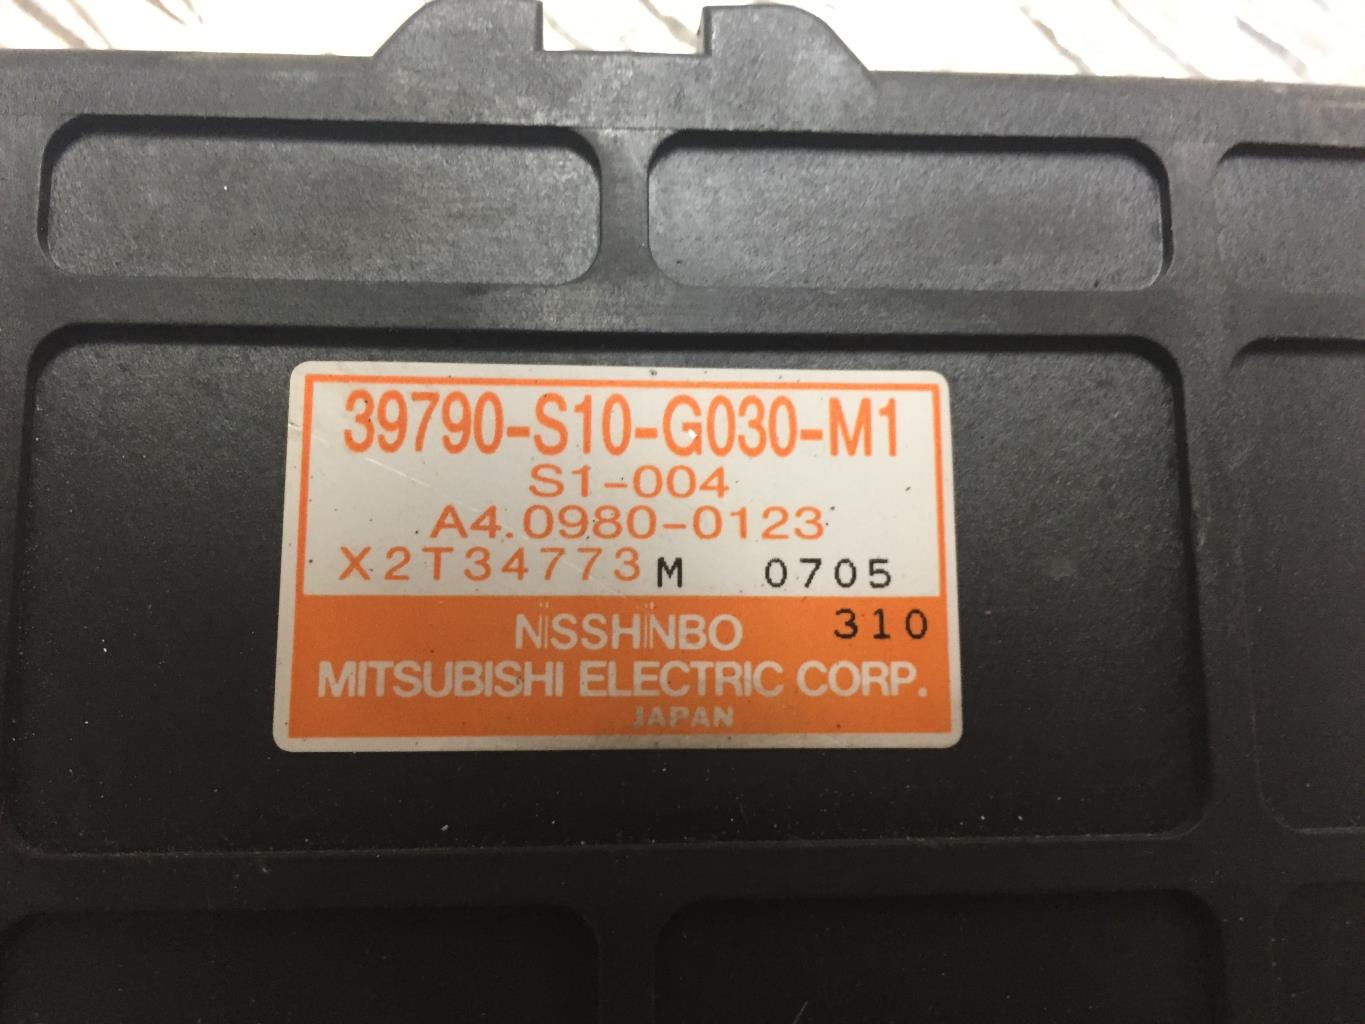 39790-S10-G030-M1
S1-004
A4.0980-0123
X2T34773 M 0705
NISSHINBO 310
MITSUBISHI ELECTRIC CORP.
JAPAN